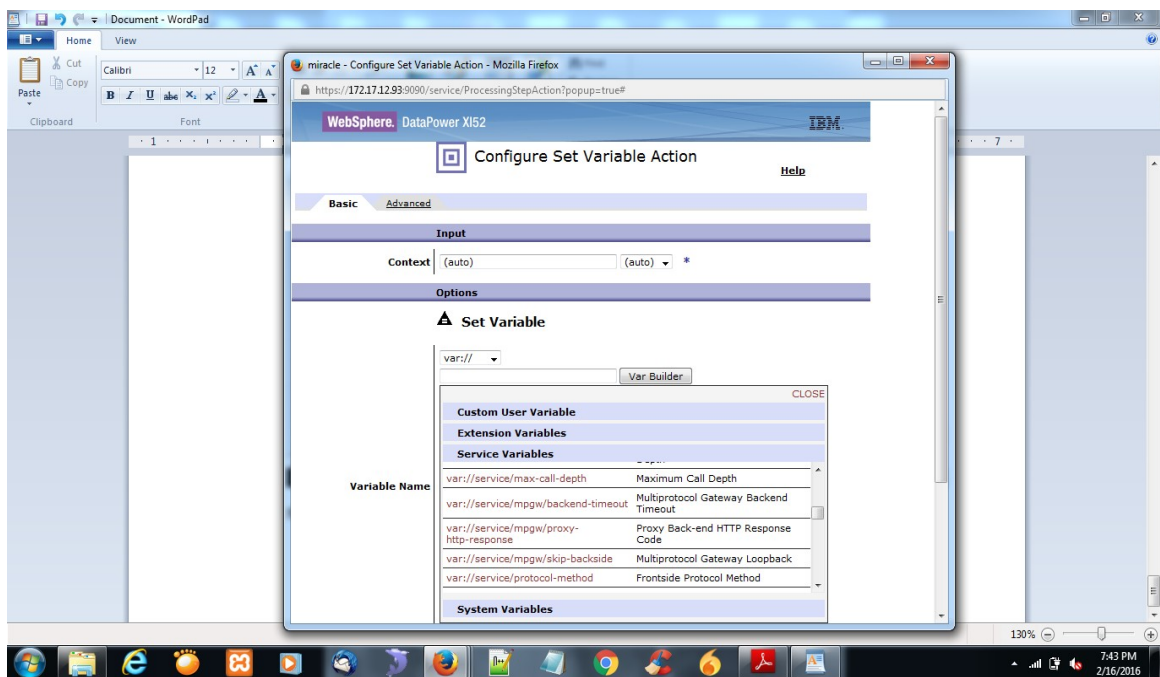 Document - WordPad
Home View
Cut
Copy
Paste
Clipboard
Calibri 12 A A
B I U abe X₂ X² A
Font
1
7
miracle - Configure Set Variable Action - Mozilla Firefox
https://172.17.12.93:9090/service/ProcessingStepAction?popup=true#
WebSphere. DataPower XI52 IBM.
Configure Set Variable Action
Help
Basic Advanced
Input
Context (auto) (auto) *
Options
Set Variable
var://
Var Builder
CLOSE
Custom User Variable
Extension Variables
Service Variables
var://service/max-call-depth Maximum Call Depth
Variable Name
var://service/mpgw/backend-timeout Multiprotocol Gateway Backend
Timeout
var://service/mpgw/proxy- Proxy Back-end HTTP Response
http-response Code
var://service/mpgw/skip-backside Multiprotocol Gateway Loopback
var://service/protocol-method Frontside Protocol Method
System Variables
130%
7:43 PM
2/16/2016